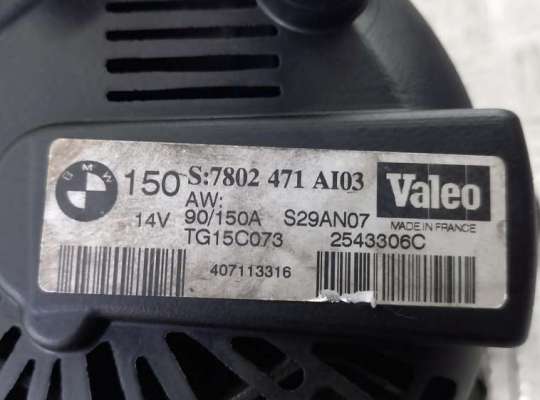 BMW
150 S:7802 471 AI03
Valeo
AW:
14V 90/150A S29AN07 MADE IN FRANCE
TG15C073 2543306C
407113316